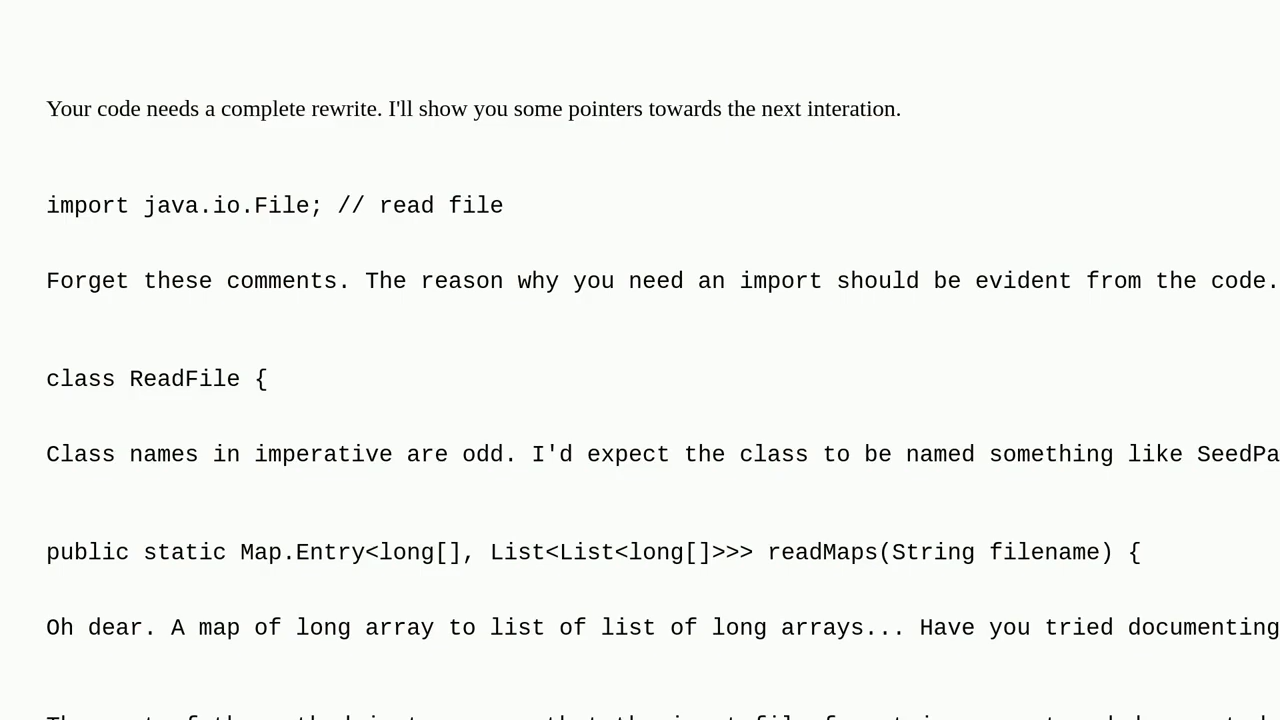 Your code needs a complete rewrite. I'll show you some pointers towards the next interation.
import java.io.File; // read file
Forget these comments. The reason why you need an import should be evident from the code.
class ReadFile {
Class names in imperative are odd. I'd expect the class to be named something like SeedPa
public static Map.Entry<long[], List<List<long[]>>> readMaps(String filename) {
Oh dear. A map of long array to list of list of long arrays... Have you tried documenting